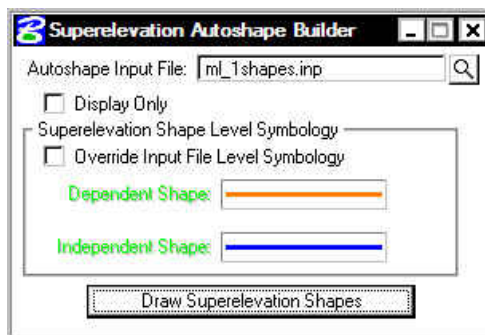 Superelevation Autoshape Builder
Autoshape Input File: ml_1shapes.inp
Display Only
Superelevation Shape Level Symbology
Override Input File Level Symbology
Dependent Shape:
Independent Shape:
Draw Superelevation Shapes